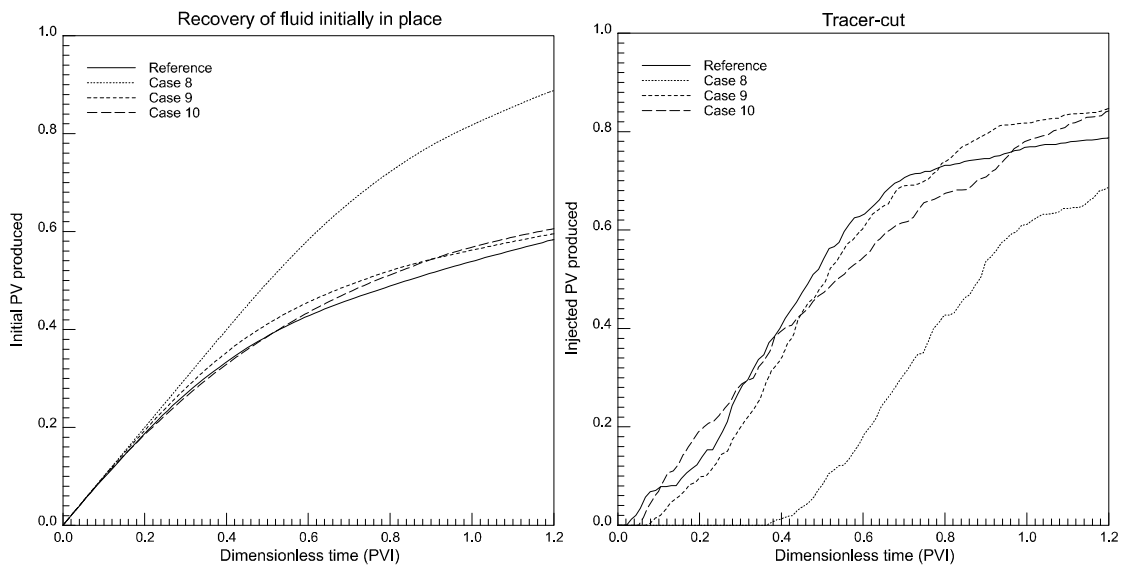 Recovery of fluid initially in place
1.0
0.8
0.6
0.4
0.2
0.0
Initial PV produced
Reference
Case 8
Case 9
Case 10
0.0 0.2 0.4 0.6 0.8 1.0 1.2
Dimensionless time (PVI)
Tracer-cut
1.0
0.8
0.6
0.4
0.2
0.0
Injected PV produced
Reference
Case 8
Case 9
Case 10
0.0 0.2 0.4 0.6 0.8 1.0 1.2
Dimensionless time (PVI)